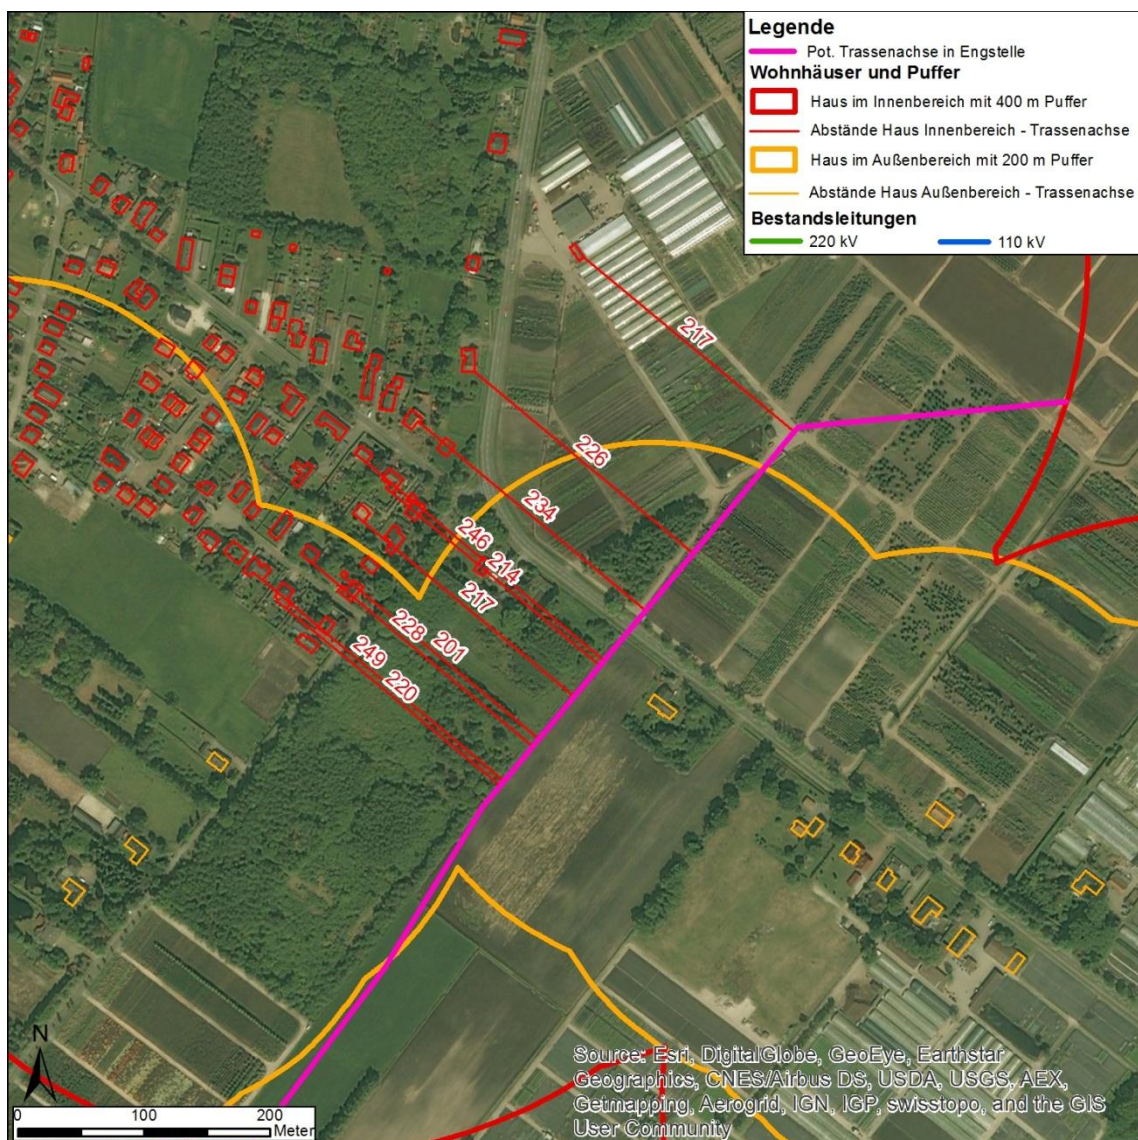 Legende
Pot. Trassenachse in Engstelle
Wohnhäuser und Puffer
Haus im Innenbereich mit 400 m Puffer
Abstände Haus Innenbereich - Trassenachse
Haus im Außenbereich mit 200 m Puffer
Abstände Haus Außenbereich - Trassenachse
Bestandsleitungen
220 kV 110 kV
217
226
234
246
214
217
228 201
249
220
N
0 100 200
Meter
Source: Esri, DigitalGlobe, GeoEye, Earthstar
Geographics, CNES/Airbus DS, USDA, USGS, AEX,
Getmapping, Aerogrid, IGN, IGP, swisstopo, and the GIS
User Community